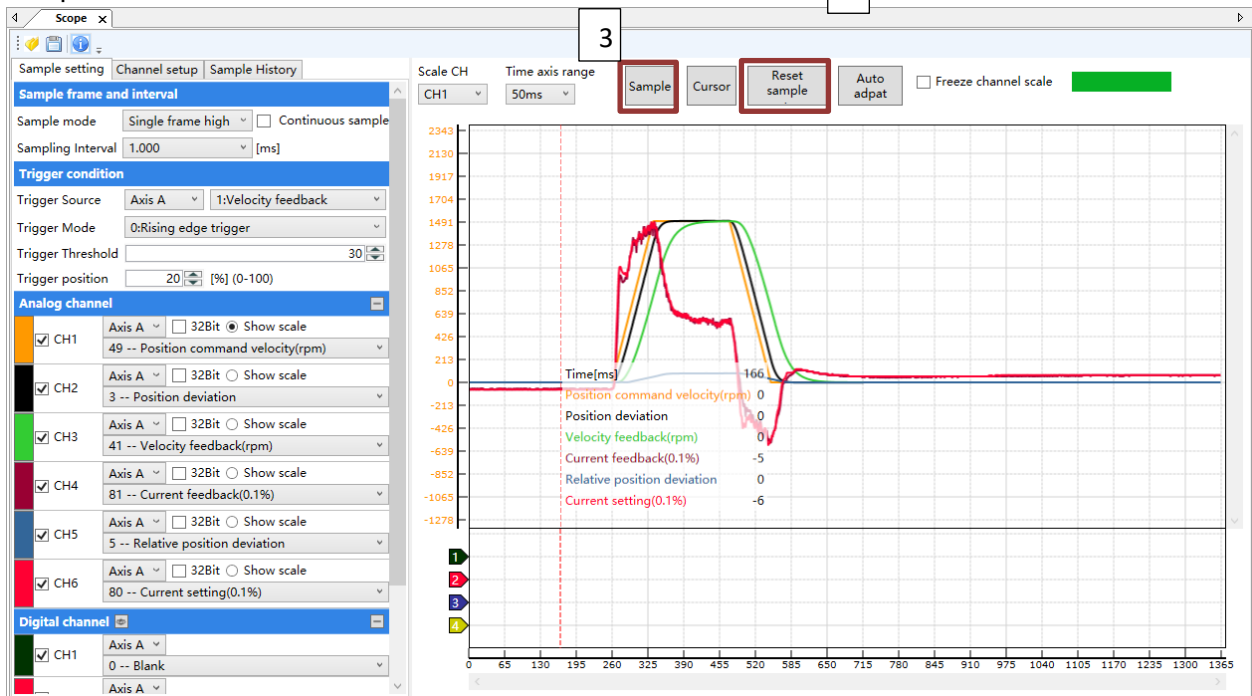 Scope x
3
Sample setting Channel setup Sample History
Sample frame and interval
Sample mode Single frame high Continuous sample
Sampling Interval 1.000 [ms]
Trigger condition
Trigger Source Axis A 1:Velocity feedback
Trigger Mode 0:Rising edge trigger
Trigger Threshold 30
Trigger position 20 [%] (0-100)
Analog channel
CH1 Axis A 32Bit Show scale
49 -- Position command velocity(rpm)
CH2 Axis A 32Bit Show scale
3 -- Position deviation
CH3 Axis A 32Bit Show scale
41 -- Velocity feedback(rpm)
CH4 Axis A 32Bit Show scale
81 -- Current feedback(0.1%)
CH5 Axis A 32Bit Show scale
5 -- Relative position deviation
CH6 Axis A 32Bit Show scale
80 -- Current setting(0.1%)
Digital channel
CH1 Axis A
0 -- Blank
Axis A
Scale CH Time axis range
CH1 50ms Sample Cursor Reset sample Auto adpat Freeze channel scale
2343
2130
1917
1704
1491
1278
1065
852
639
426
213
0
-213
-426
-639
-852
-1065
-1278
Time[ms] 166
Position command velocity(rpm) 0
Position deviation 0
Velocity feedback(rpm) 0
Current feedback(0.1%) -5
Relative position deviation 0
Current setting(0.1%) -6
1
2
3
4
0 65 130 195 260 325 390 455 520 585 650 715 780 845 910 975 1040 1105 1170 1235 1300 1365